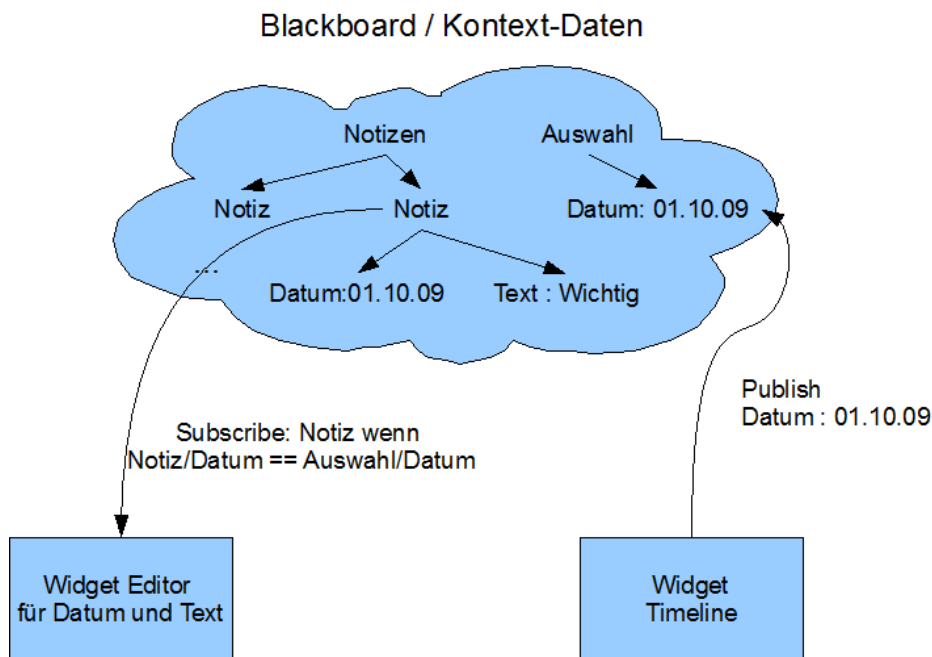 Blackboard / Kontext-Daten
Notizen
Auswahl
Notiz
Notiz
Datum: 01.10.09
...
Datum:01.10.09
Text : Wichtig
Publish
Datum : 01.10.09
Subscribe: Notiz wenn
Notiz/Datum == Auswahl/Datum
Widget Editor
für Datum und Text
Widget
Timeline